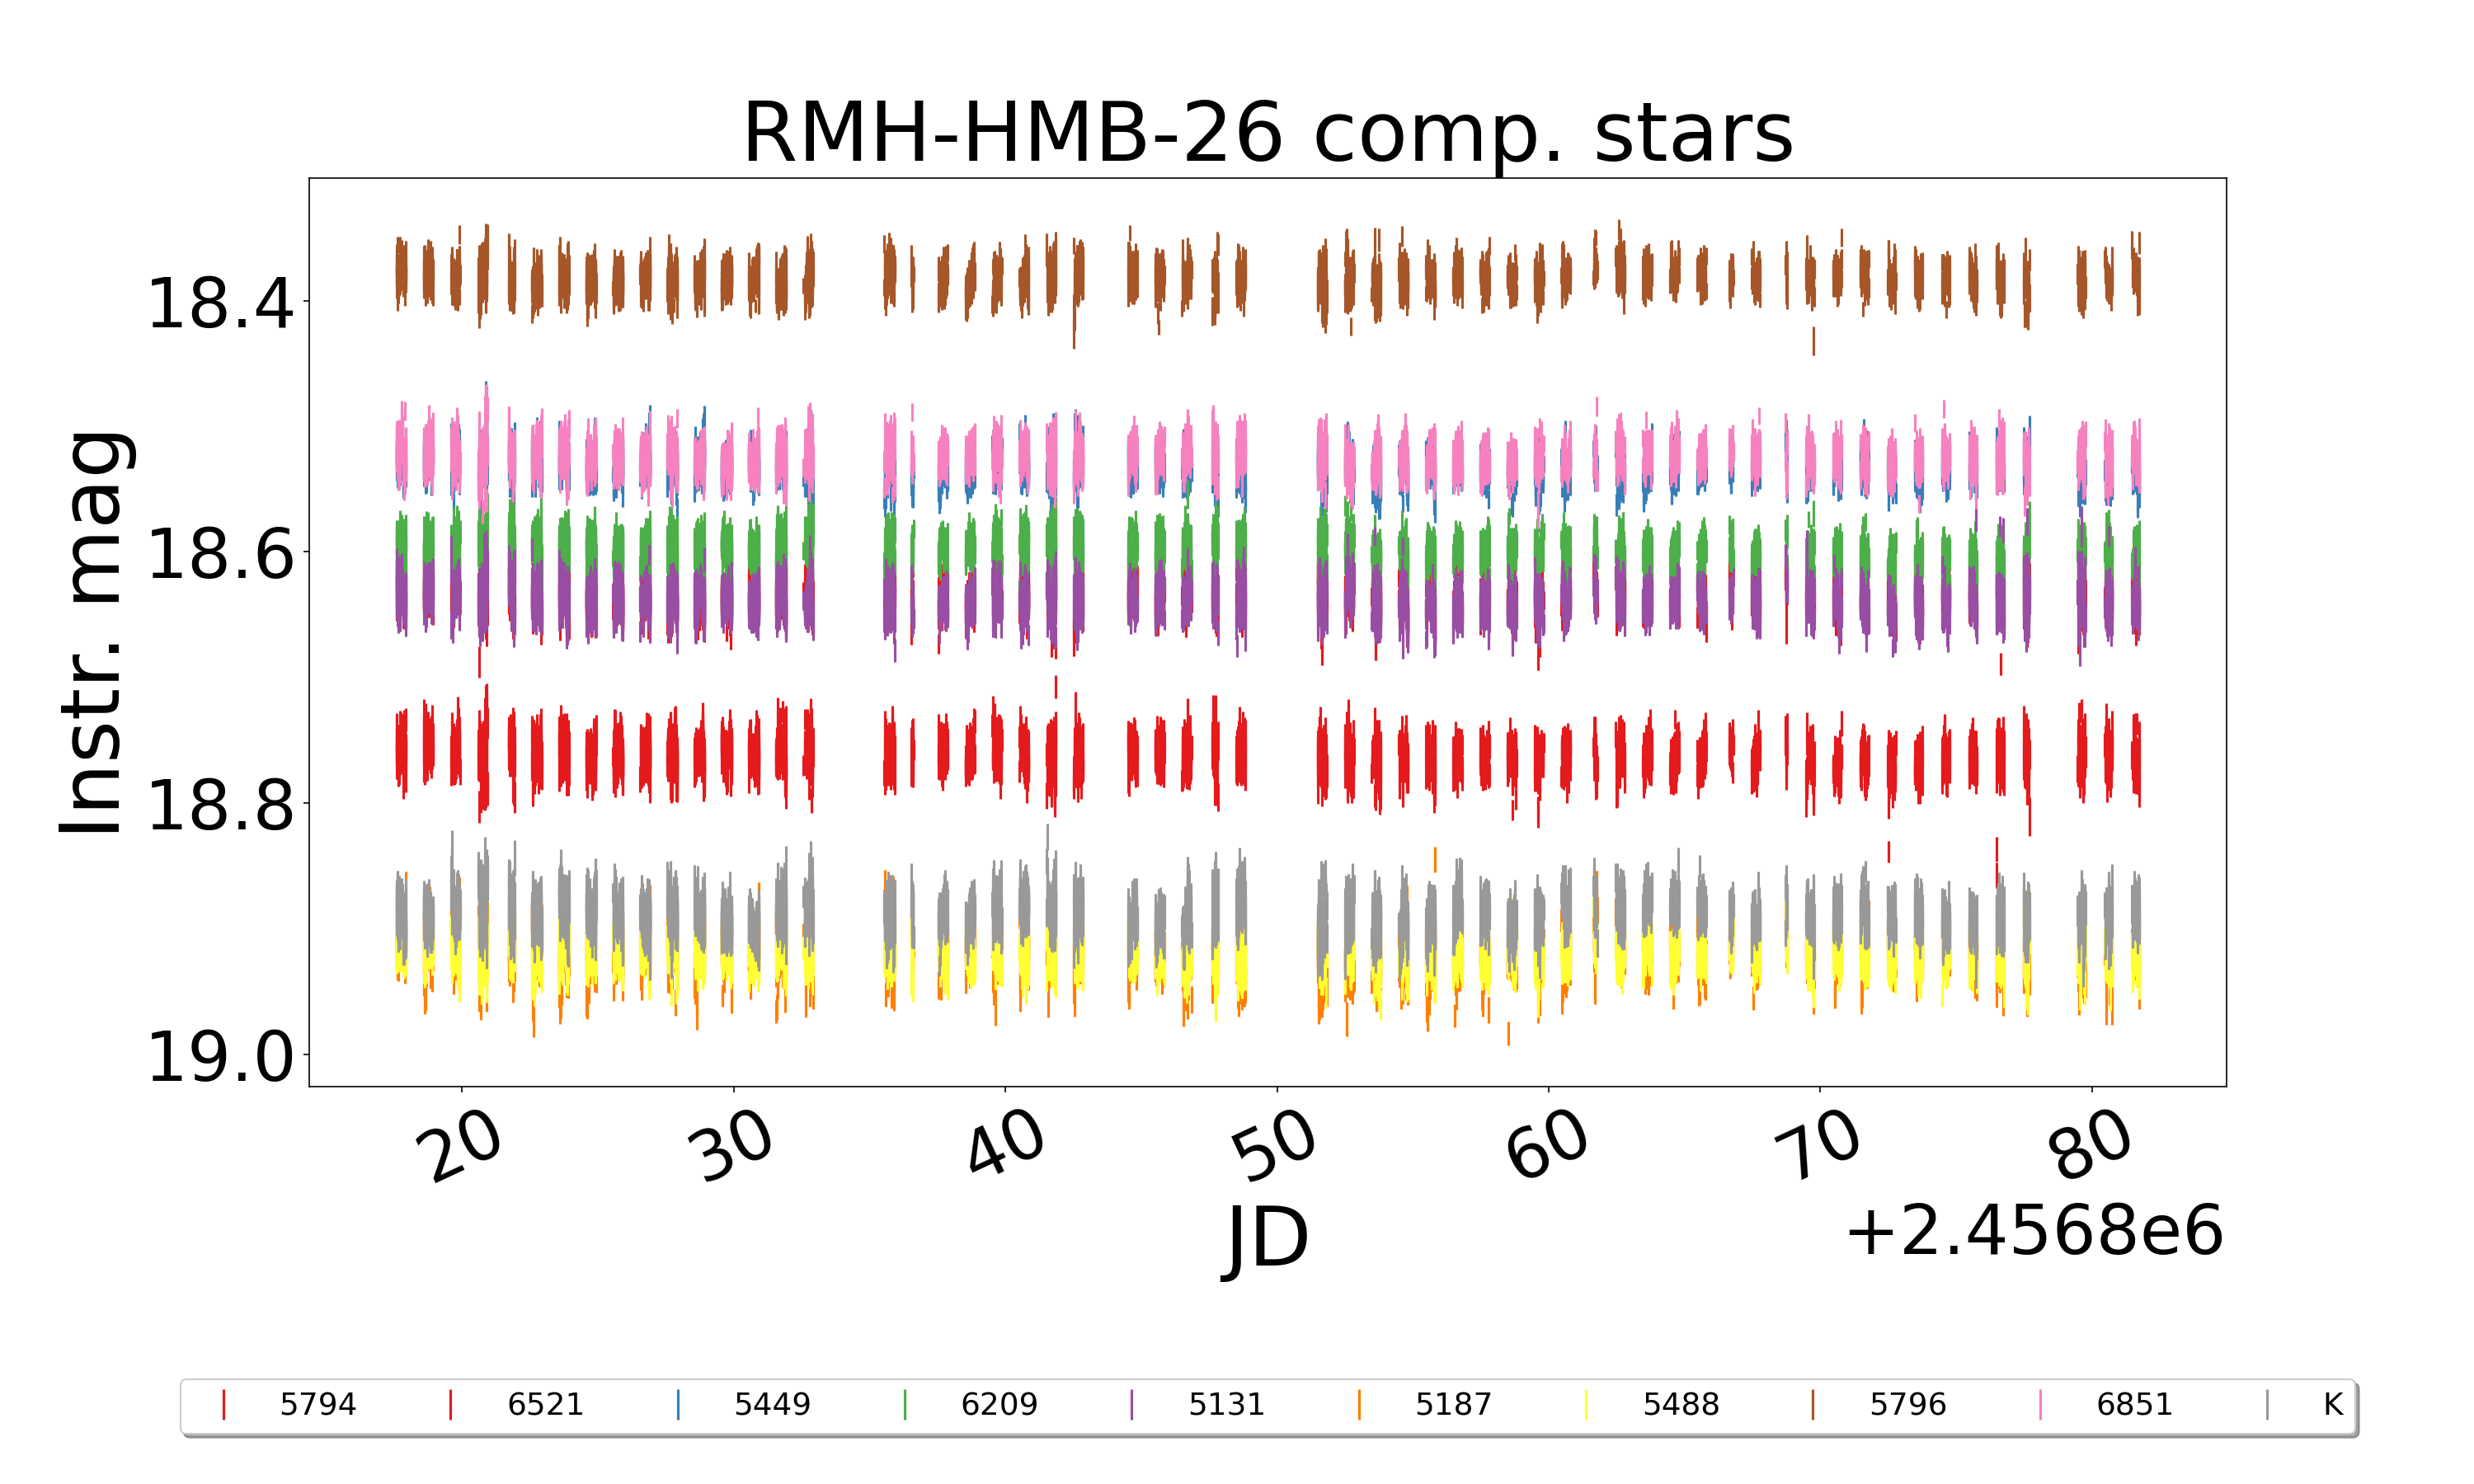 RMH-HMB-26 comp. stars
Instr. mag
18.4
18.6
18.8
19.0
20 30 40 50 60 70 80
JD
+2.4568e6
5794 6521 5449 6209 5131 5187 5488 5796 6851 K